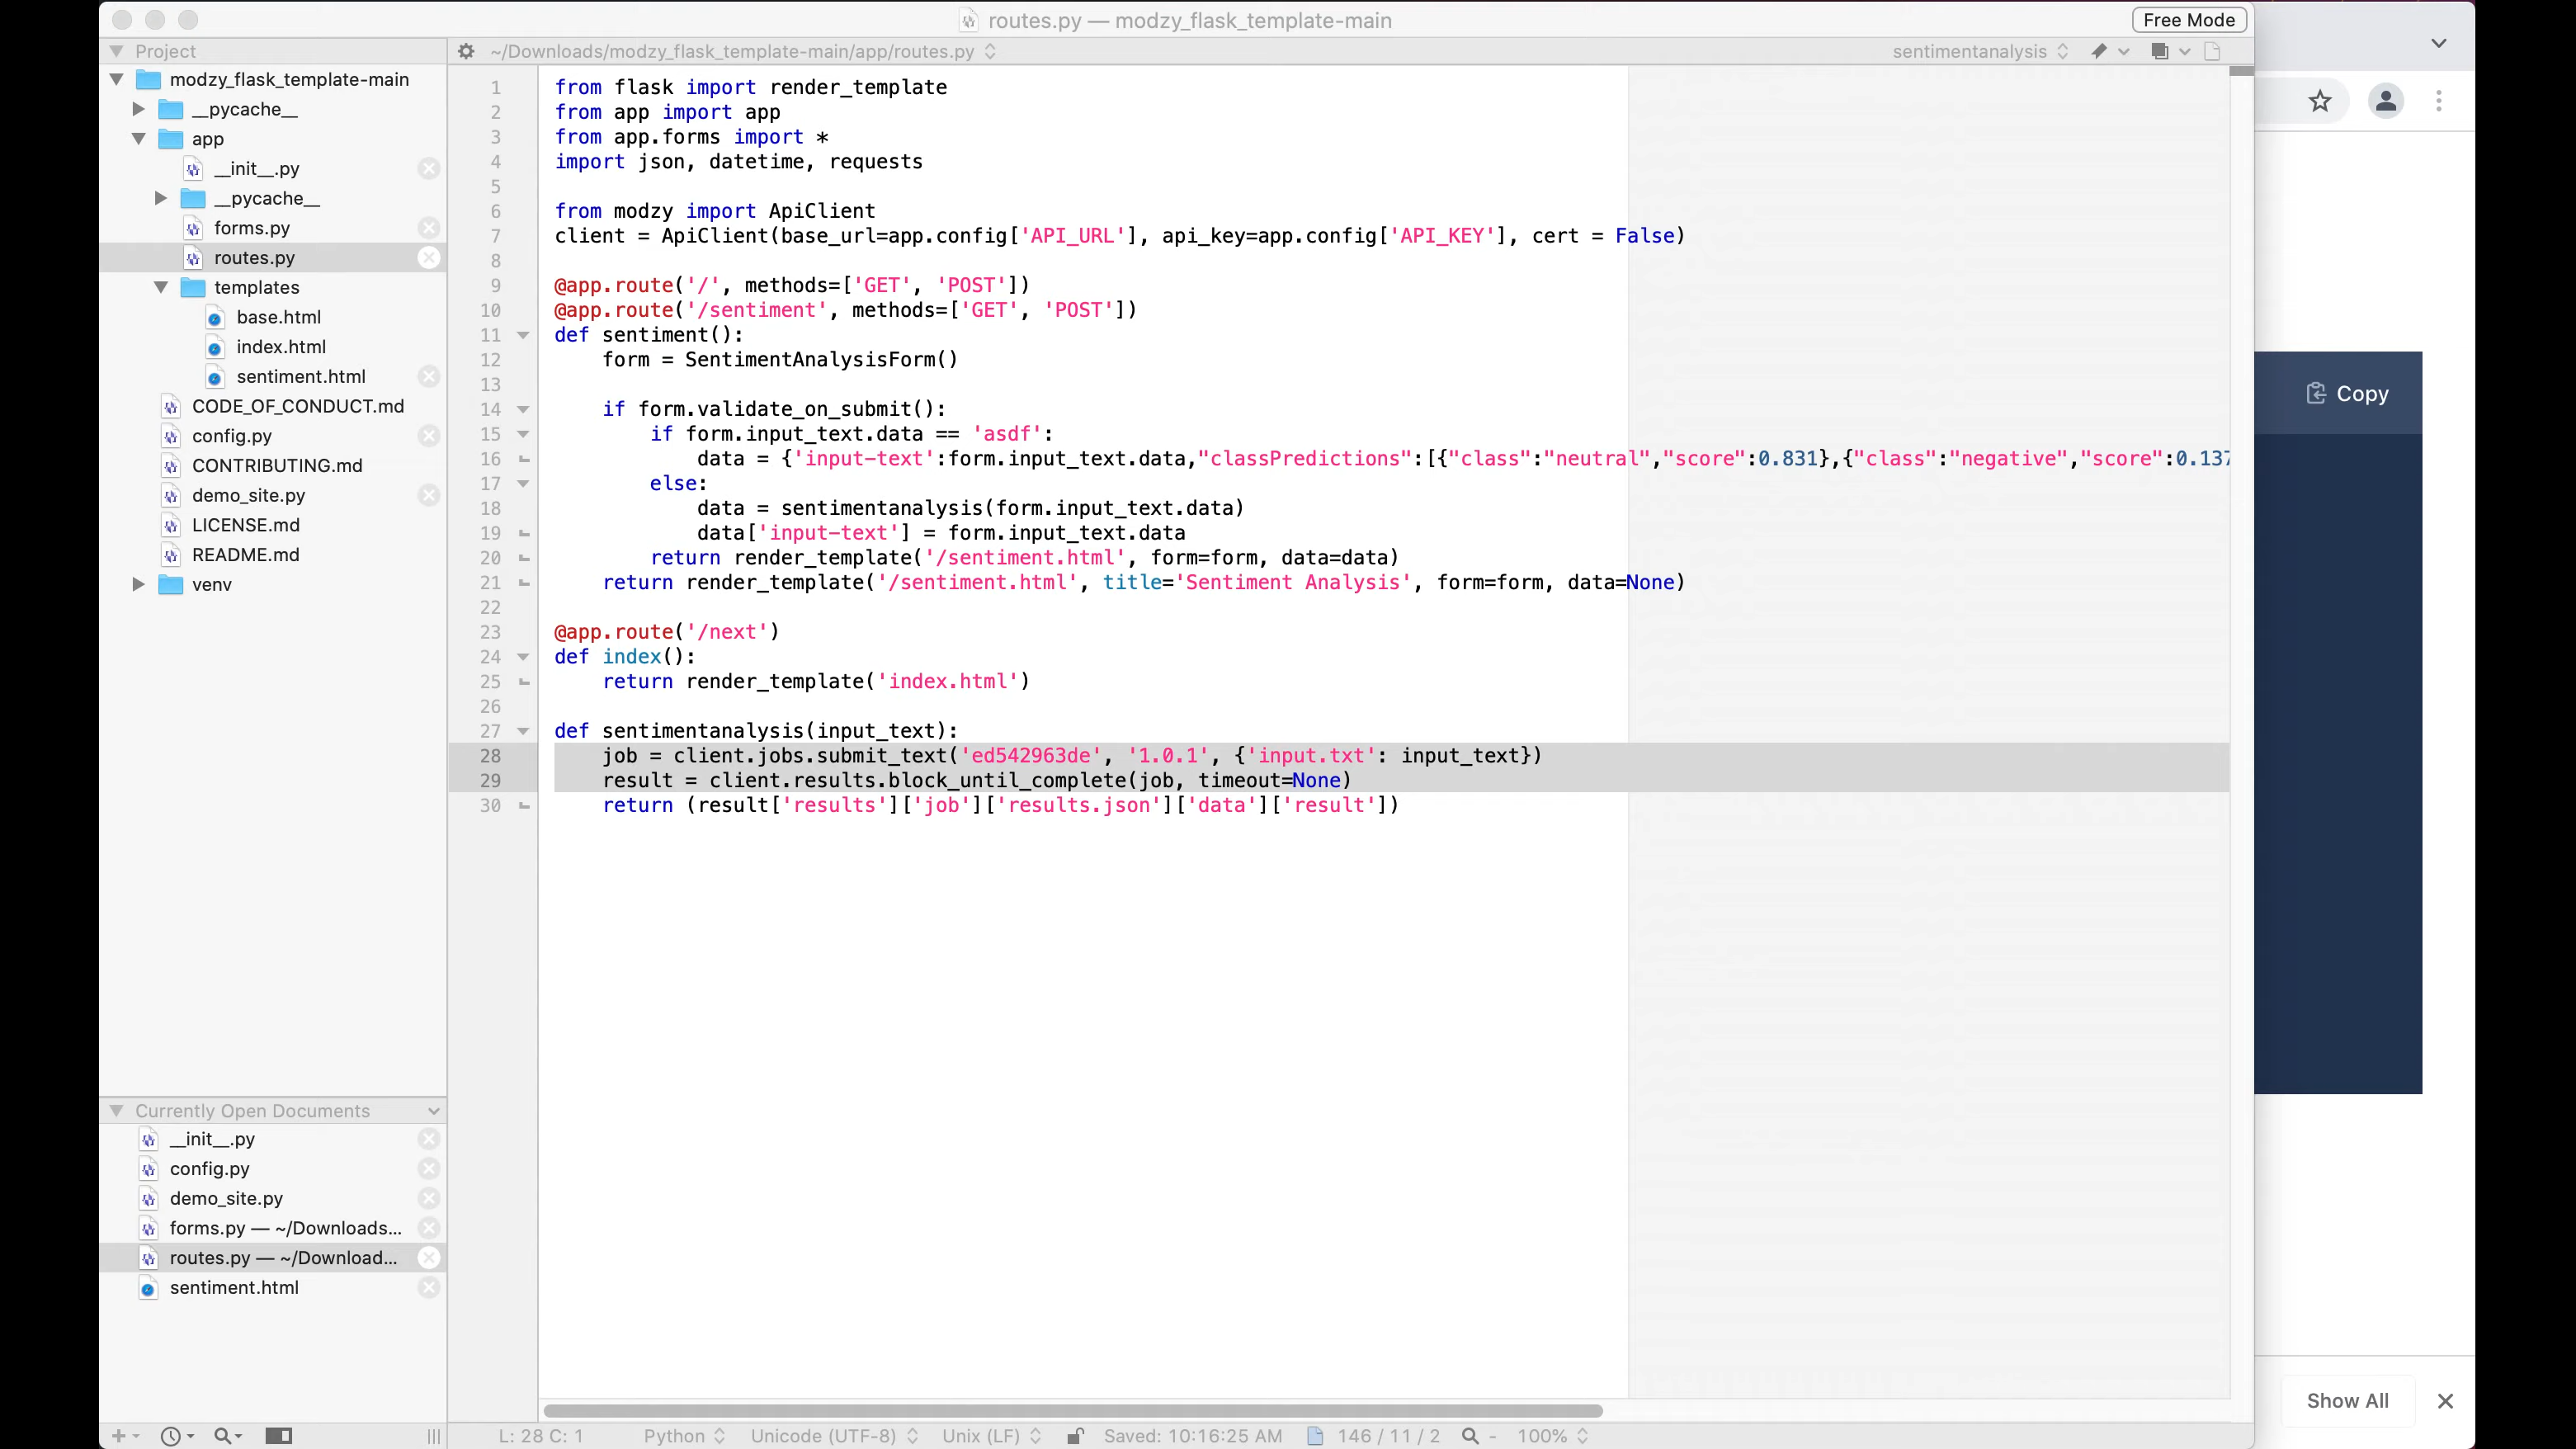 routes.py — modzy_flask_template-main
Free Mode
Project
~/Downloads/modzy_flask_template-main/app/routes.py
sentimentanalysis
modzy_flask_template-main
__pycache__
app
__init__.py
__pycache__
forms.py
routes.py
templates
base.html
index.html
sentiment.html
CODE_OF_CONDUCT.md
config.py
CONTRIBUTING.md
demo_site.py
LICENSE.md
README.md
venv
1 from flask import render_template
2 from app import app
3 from app.forms import *
4 import json, datetime, requests
5
6 from modzy import ApiClient
7 client = ApiClient(base_url=app.config['API_URL'], api_key=app.config['API_KEY'], cert = False)
8
9 @app.route('/', methods=['GET', 'POST'])
10 @app.route('/sentiment', methods=['GET', 'POST'])
11 def sentiment():
12     form = SentimentAnalysisForm()
13
14     if form.validate_on_submit():
15         if form.input_text.data == 'asdf':
16             data = {'input-text':form.input_text.data,"classPredictions":[{"class":"neutral","score":0.831},{"class":"negative","score":0.137
17         else:
18             data = sentimentanalysis(form.input_text.data)
19             data['input-text'] = form.input_text.data
20         return render_template('/sentiment.html', form=form, data=data)
21     return render_template('/sentiment.html', title='Sentiment Analysis', form=form, data=None)
22
23 @app.route('/next')
24 def index():
25     return render_template('index.html')
26
27 def sentimentanalysis(input_text):
28     job = client.jobs.submit_text('ed542963de', '1.0.1', {'input.txt': input_text})
29     result = client.results.block_until_complete(job, timeout=None)
30     return (result['results']['job']['results.json']['data']['result'])
Copy
Currently Open Documents
__init__.py
config.py
demo_site.py
forms.py — ~/Downloads...
routes.py — ~/Download...
sentiment.html
Show All
L: 28 C: 1
Python
Unicode (UTF-8)
Unix (LF)
Saved: 10:16:25 AM
146 / 11 / 2
-
100%